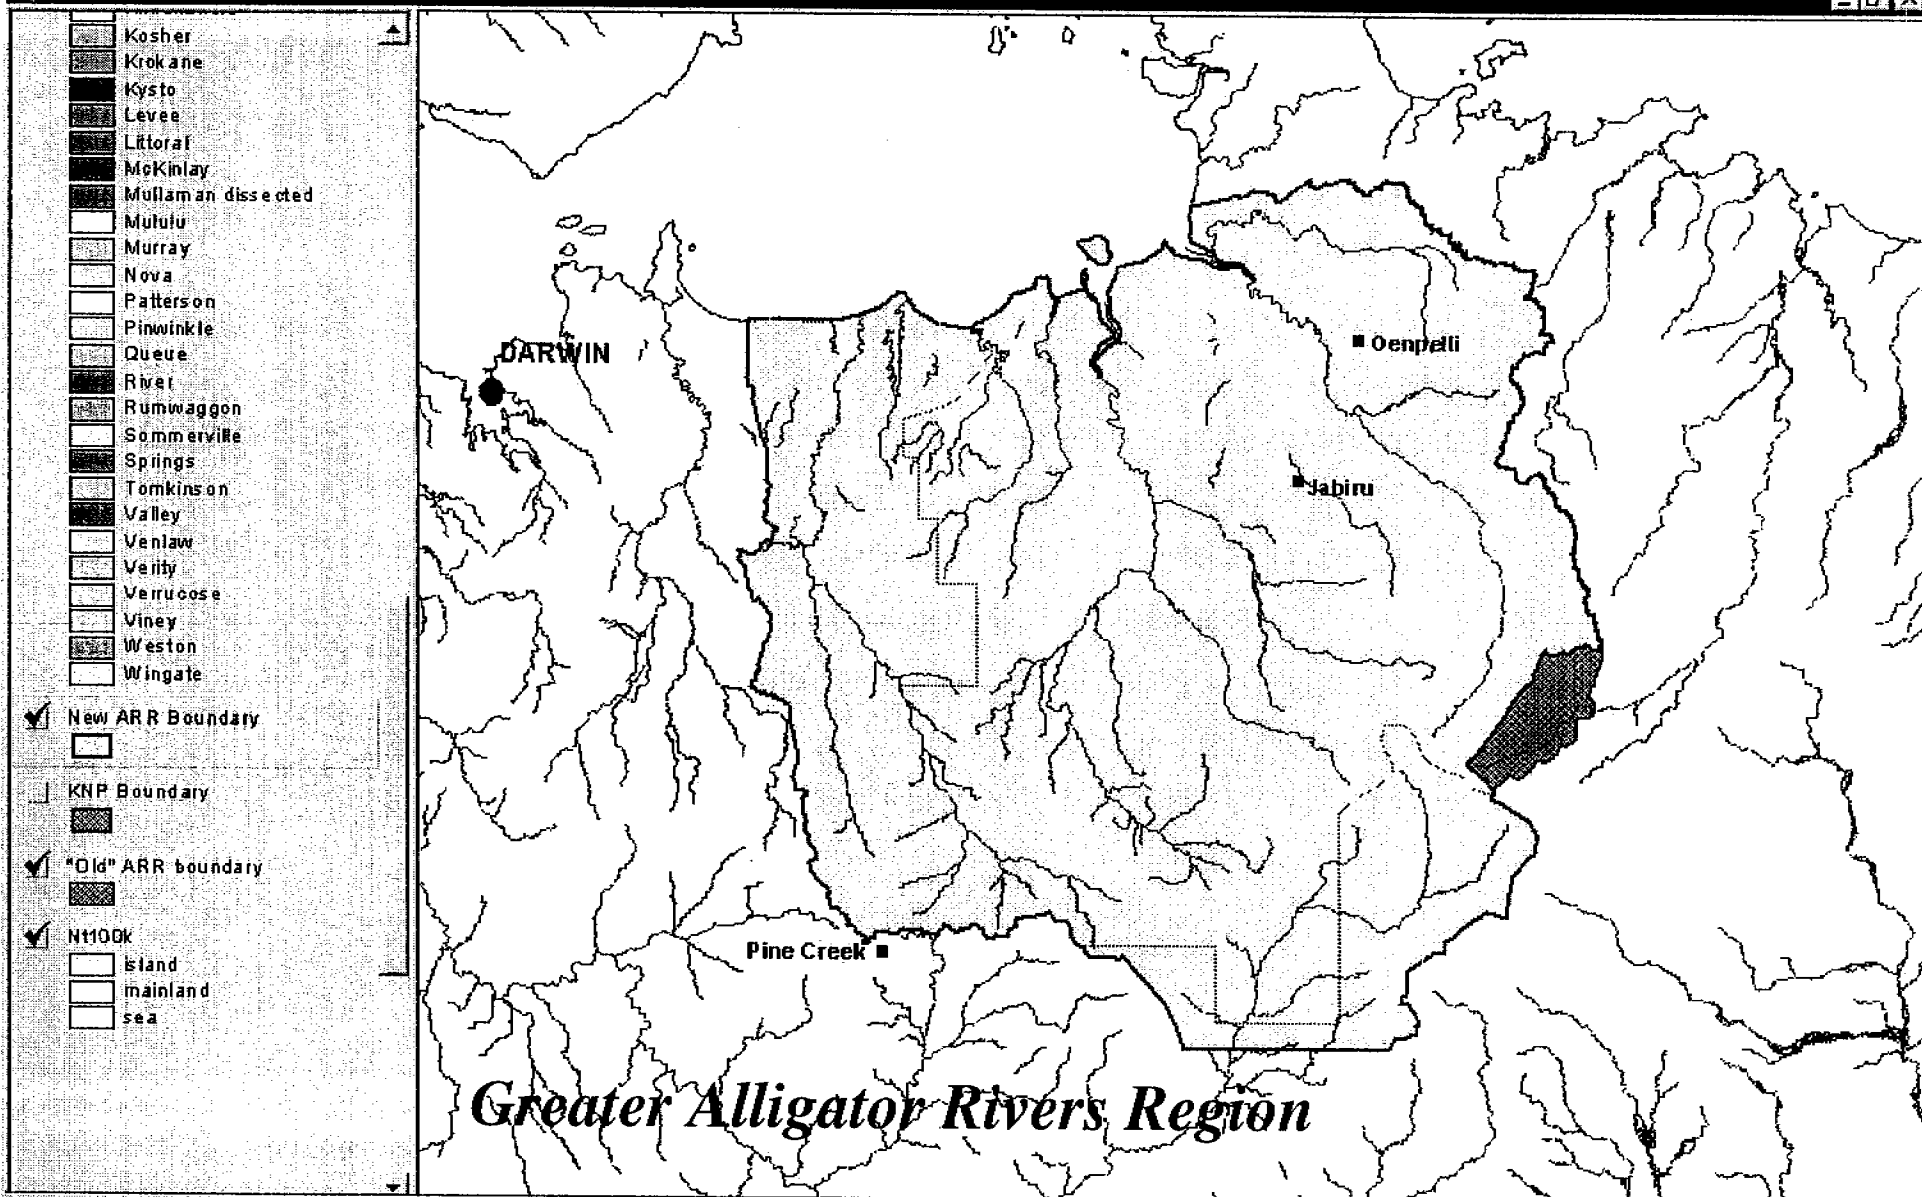 Kosher
Krokane
Kysto
Levee
Littoral
McKinlay
Mullaman dissected
Mululu
Murray
Nova
Patterson
Pinwinkle
Queue
River
Rumwaggon
Sommerville
Springs
Tomkinson
Valley
Venlaw
Verity
Verrucose
Viney
Weston
Wingate
New ARR Boundary
KNP Boundary
"Old" ARR boundary
Nt100k
island
mainland
sea
DARWIN
Oenpelli
Jabiru
Pine Creek
Greater Alligator Rivers Region